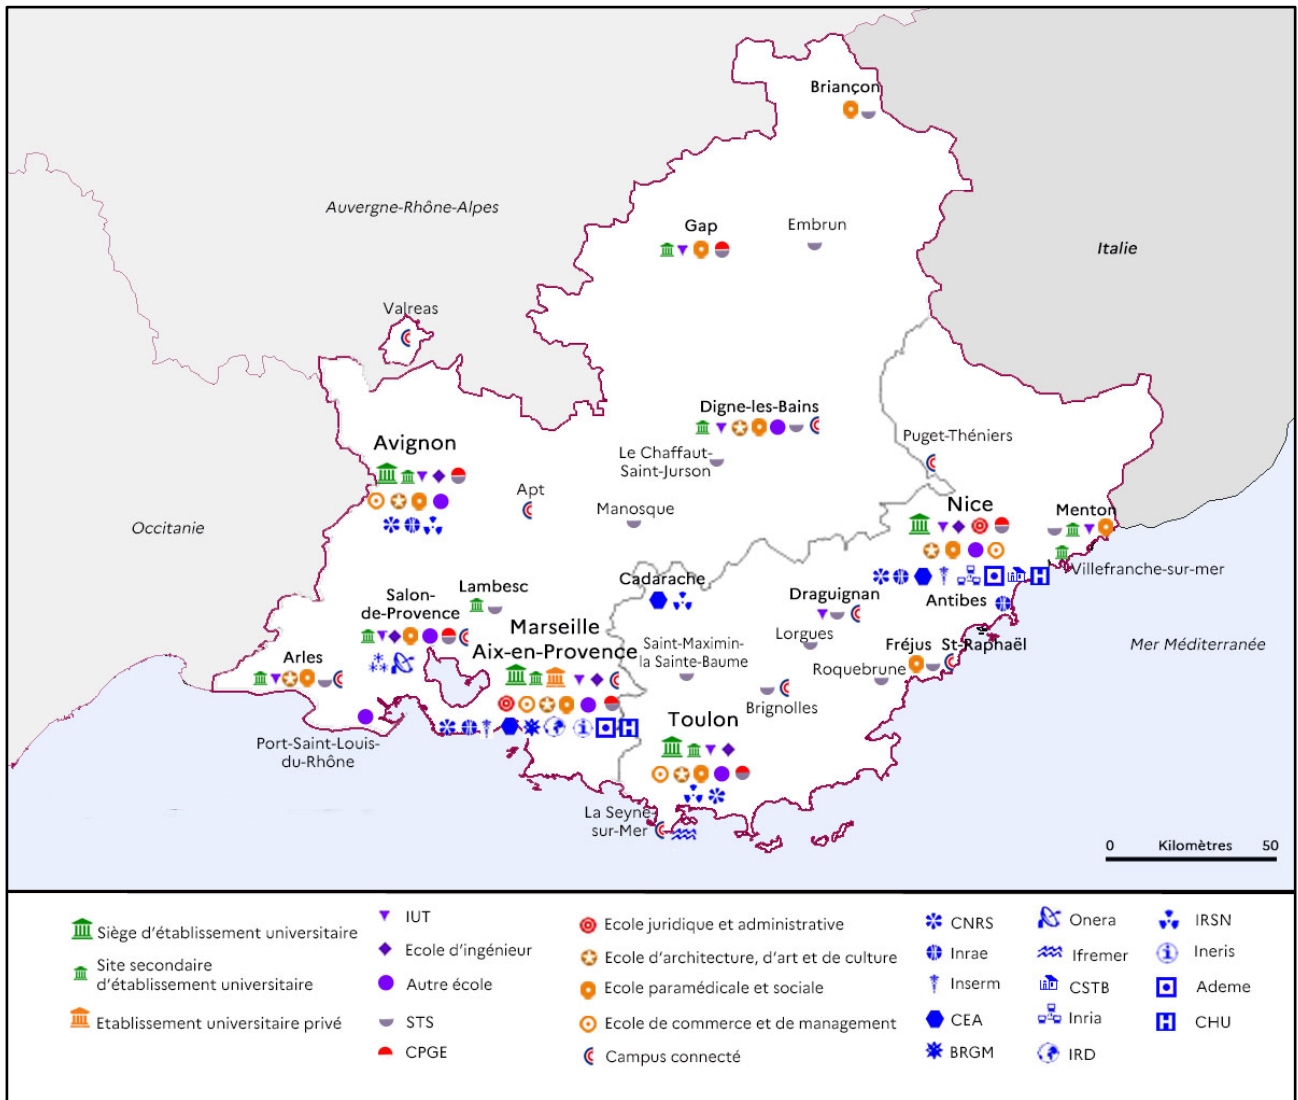 Briançon
Auvergne-Rhône-Alpes
Gap
Embrun
Italie
Valreas
Digne-les-Bains
Avignon
Le Chaffaut-
Saint-Jurson
Puget-Théniers
Apt
Manosque
Occitanie
Nice
Menton
Villefranche-sur-mer
Cadarache
Lambesc
Salon-
de-Provence
Draguignan
Antibes
Marseille
Aix-en-Provence
Saint-Maximin-
la Sainte-Baume
Lorgues
Fréjus
St-Raphaël
Mer Méditerranée
Arles
Roquebrune
Brignolles
Toulon
Port-Saint-Louis-
du-Rhône
La Seyne-
sur-Mer
0 Kilomètres 50
Siège d'établissement universitaire
Site secondaire
d'établissement universitaire
Etablissement universitaire privé
IUT
Ecole d'ingénieur
Autre école
STS
CPGE
Ecole juridique et administrative
Ecole d'architecture, d'art et de culture
Ecole paramédicale et sociale
Ecole de commerce et de management
Campus connecté
CNRS
Inrae
Inserm
CEA
BRGM
Onera
Ifremer
CSTB
Inria
IRD
IRSN
Ineris
Ademe
CHU